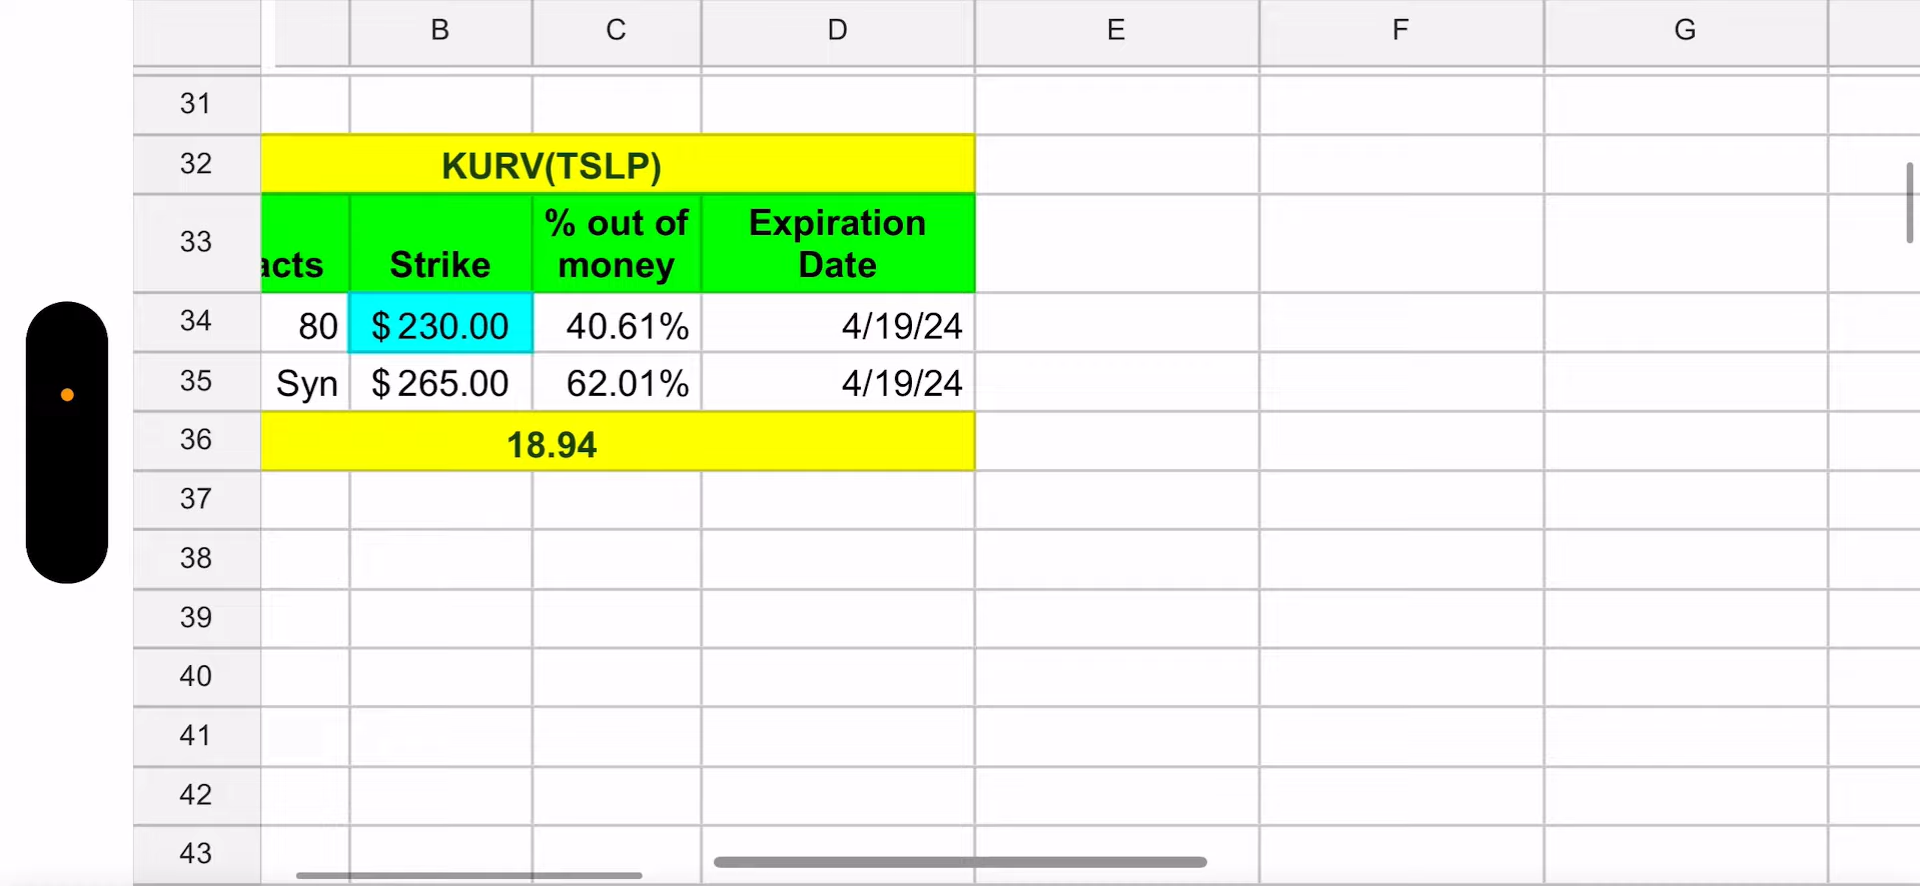 B C D E F G
31
32 KURV(TSLP)
33 acts Strike % out of money Expiration Date
34 80 $ 230.00 40.61% 4/19/24
35 Syn $ 265.00 62.01% 4/19/24
36 18.94
37
38
39
40
41
42
43